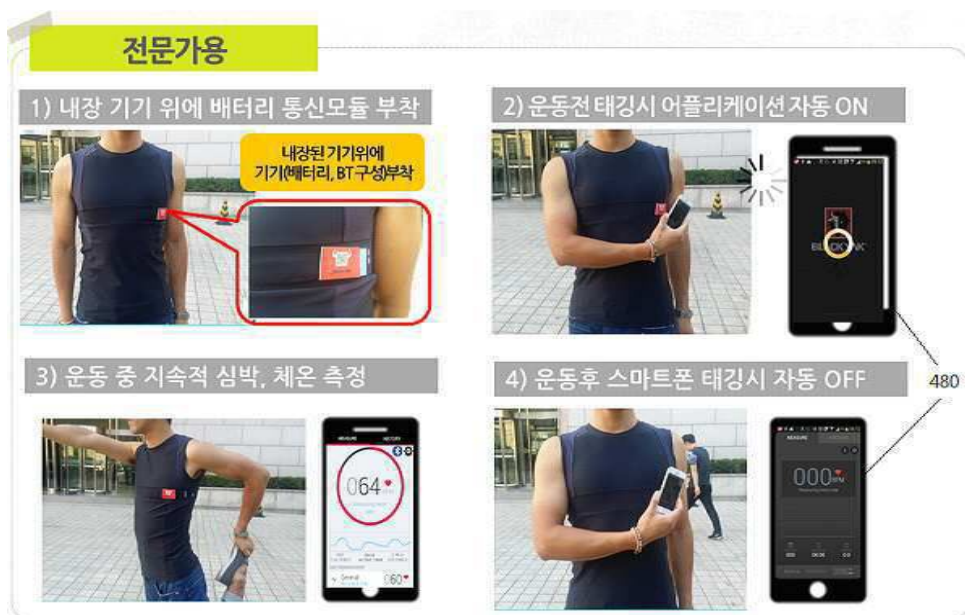 전문가용
1) 내장 기기 위에 배터리 통신모듈 부착
내장된 기기위에
기기(배터리, BT 구성)부착
2) 운동전 태깅시 어플리케이션 자동 ON
3) 운동 중 지속적 심박, 체온 측정
MEASURE HISTORY
064
060
4) 운동후 스마트폰 태깅시 자동 OFF
MEASURE
000 BPM
480